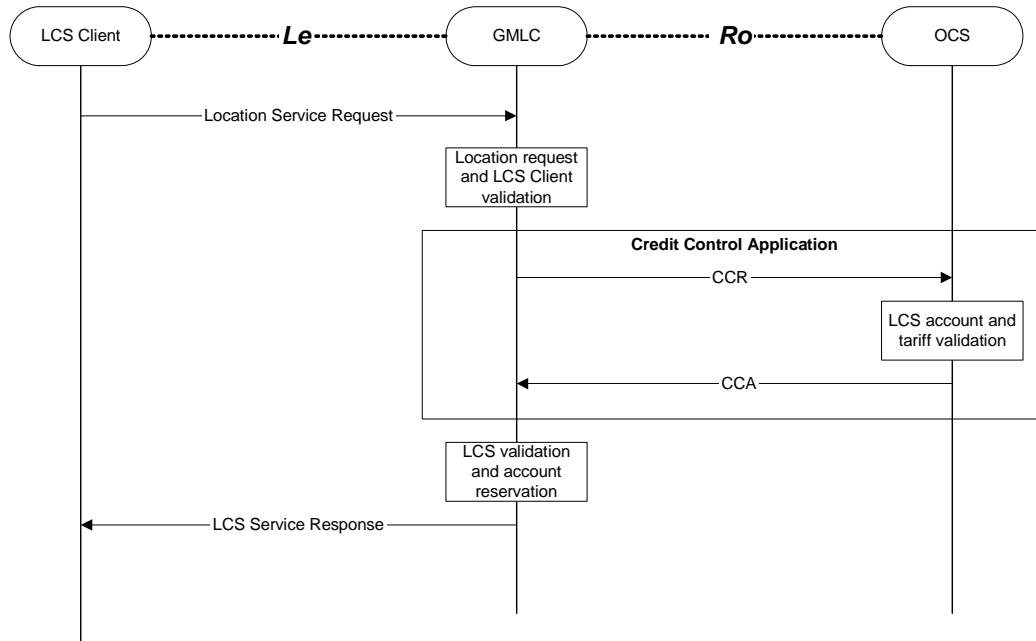 LCS Client
Le
GMLC
Ro
OCS
Location Service Request
Location request
and LCS Client
validation
Credit Control Application
CCR
LCS account and
tariff validation
CCA
LCS validation
and account
reservation
LCS Service Response